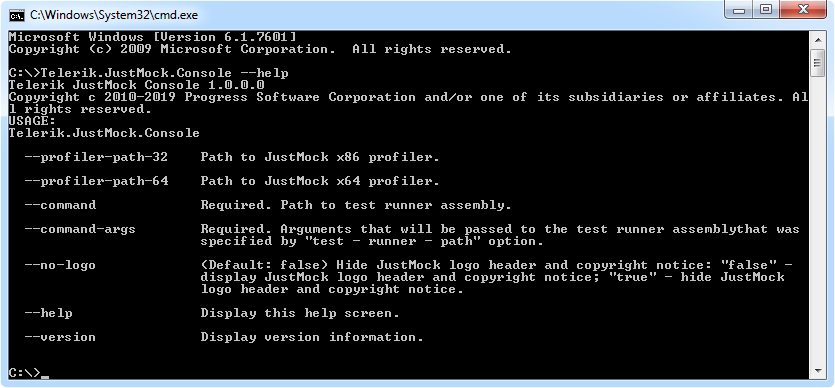 C:\Windows\System32\cmd.exe
Microsoft Windows [Version 6.1.7601]
Copyright (c) 2009 Microsoft Corporation.  All rights reserved.
C:\>Telerik.JustMock.Console --help
Telerik JustMock Console 1.0.0.0
Copyright c 2010-2019 Progress Software Corporation and/or one of its subsidiaries or affiliates. Al
l rights reserved.
USAGE:
Telerik.JustMock.Console
--profiler-path-32    Path to JustMock x86 profiler.
--profiler-path-64    Path to JustMock x64 profiler.
--command             Required. Path to test runner assembly.
--command-args        Required. Arguments that will be passed to the test runner assemblythat was
specified by "test - runner - path" option.
--no-logo             (Default: false) Hide JustMock logo header and copyright notice: "false" -
display JustMock logo header and copyright notice; "true" - hide JustMock
logo header and copyright notice.
--help                Display this help screen.
--version             Display version information.
C:\>_